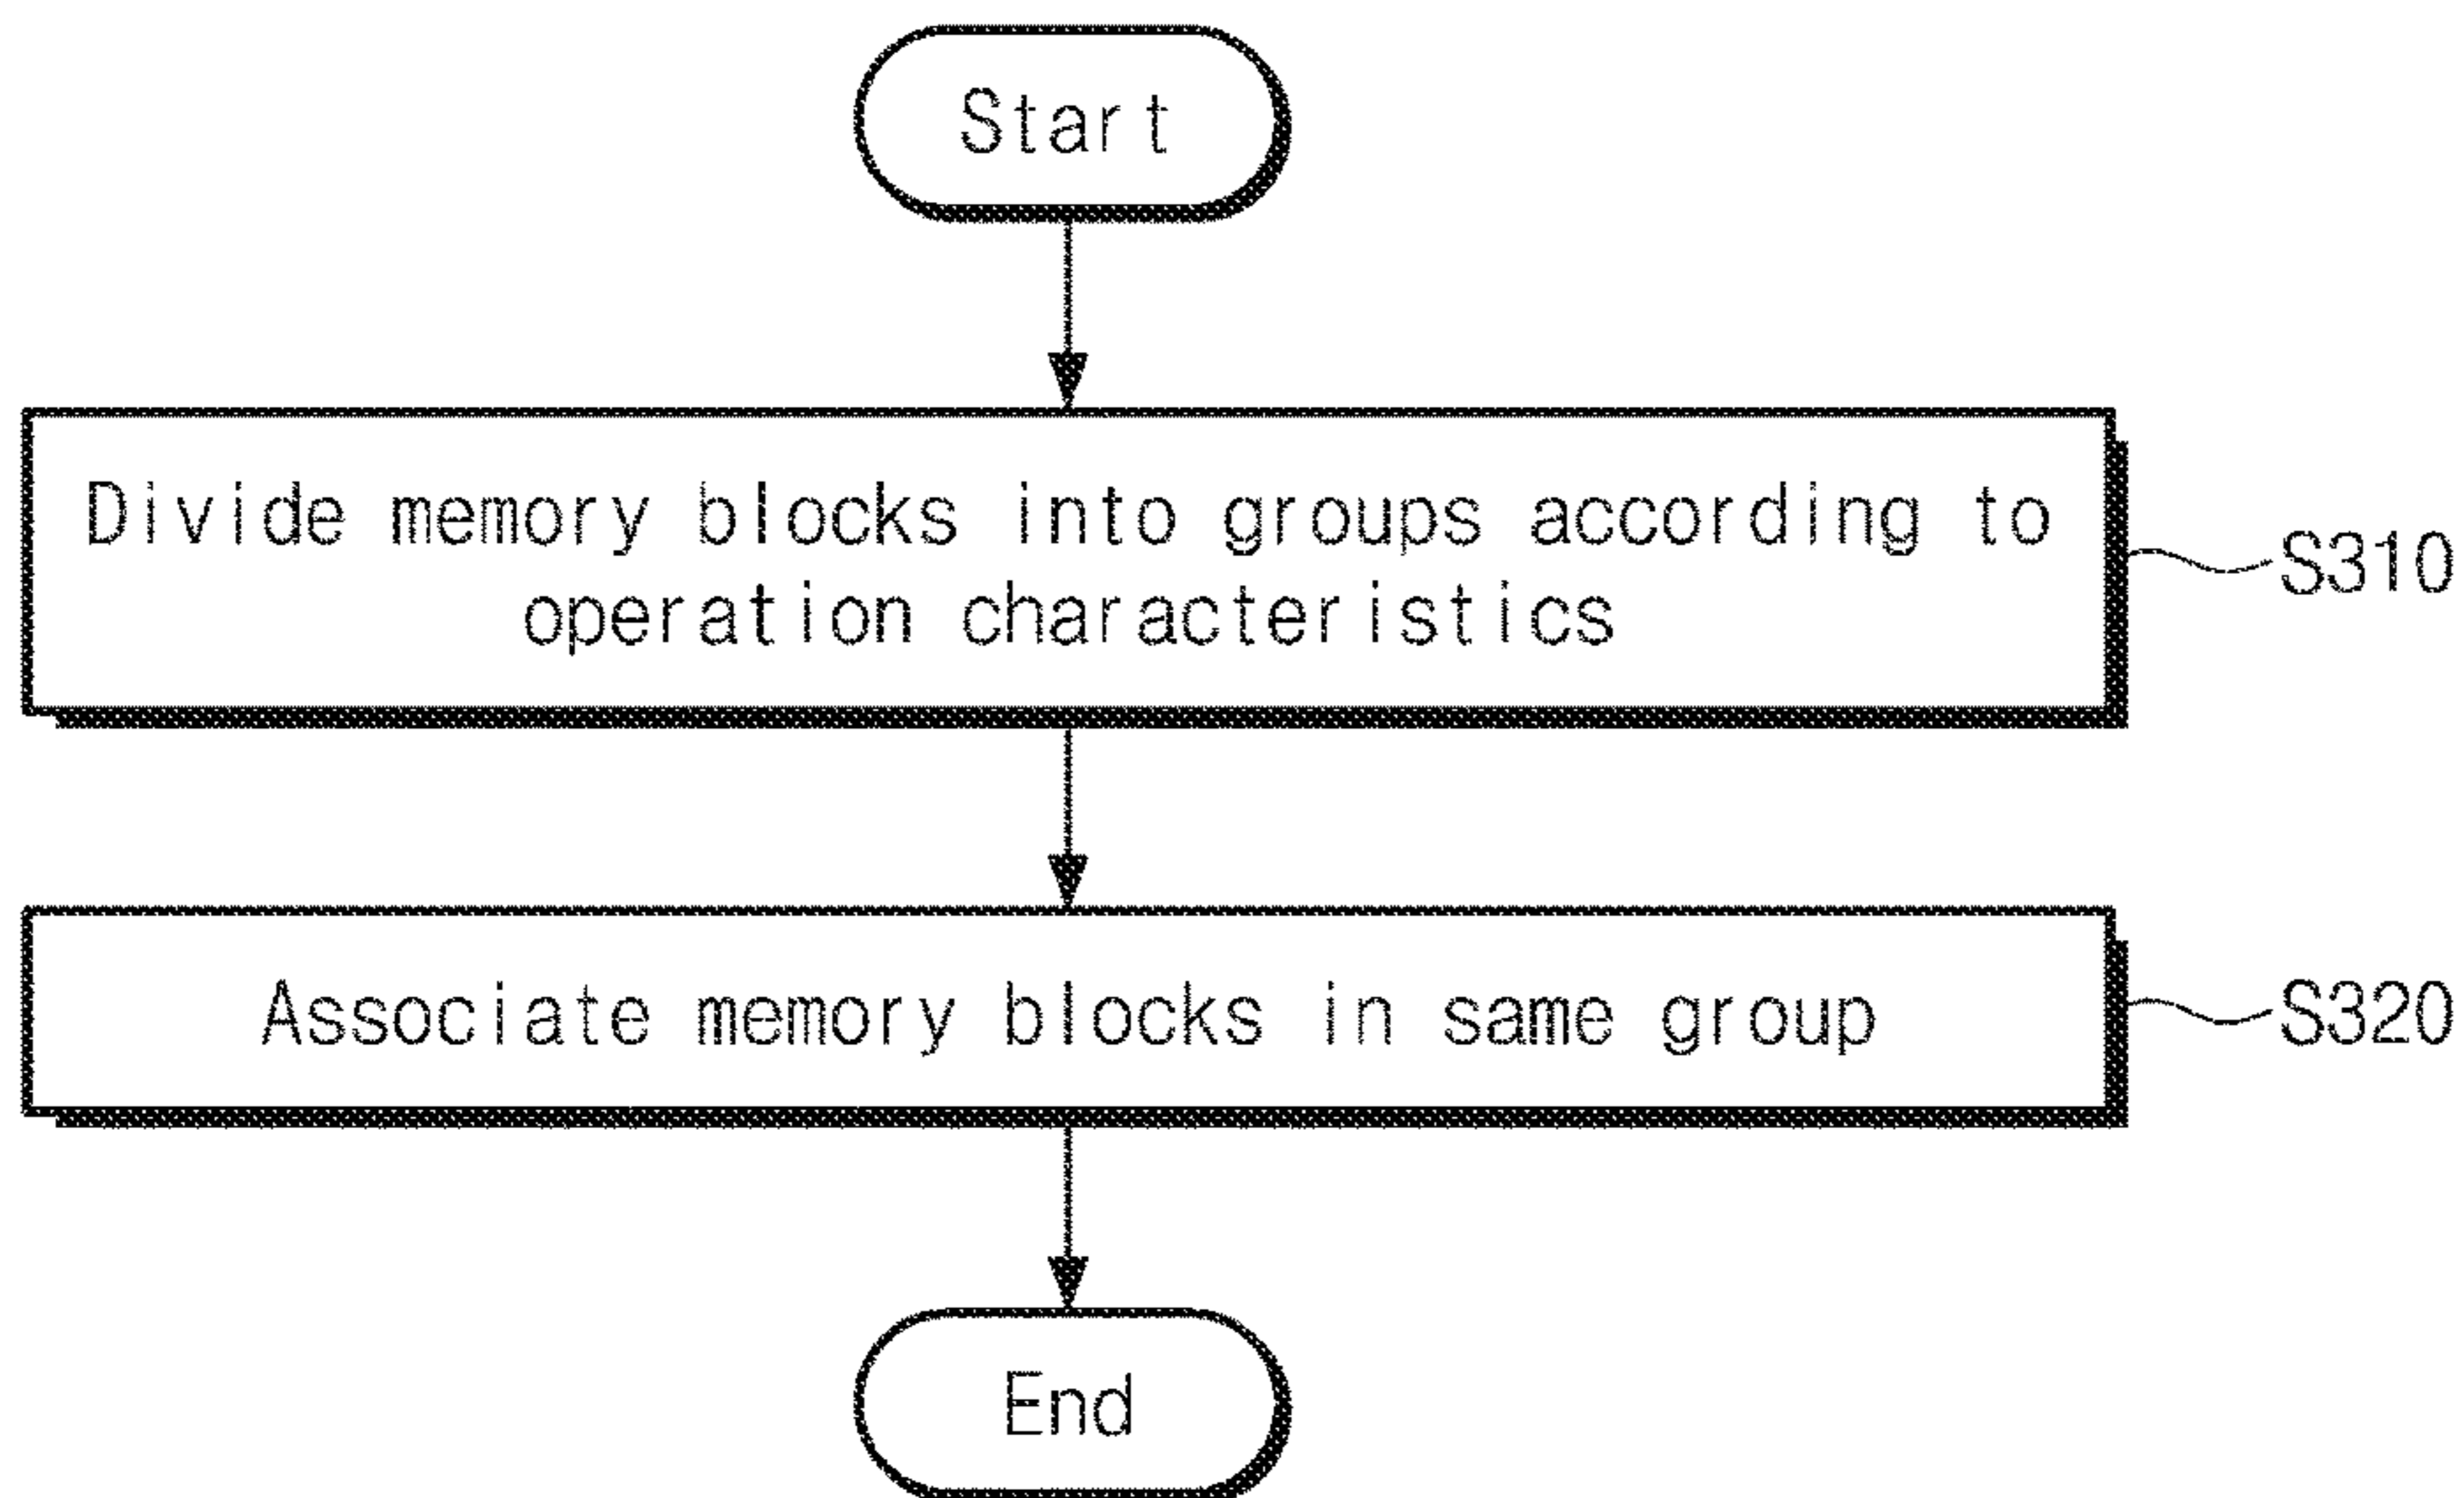 Start
Divide memory blocks into groups according to
operation characteristics
S310
Associate memory blocks in same group
S320
End